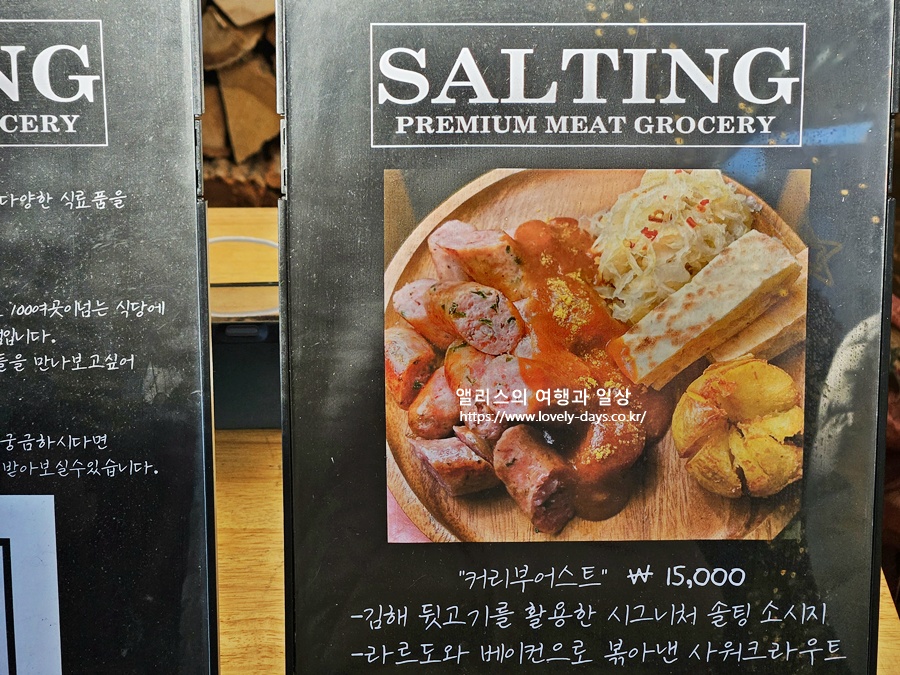 NG
CERY
다양한 식료품을
100여곳이넘는 식당에
입니다.
들을 만나보고싶어
궁금하시다면
받아보실수있습니다.
SALTING
PREMIUM MEAT GROCERY
앨리스의 여행과 일상
https://www.lovely-days.co.kr/
"커리부어스트" ₩ 15,000
-김해 뒷고기를 활용한 시그니처 솔팅 소시지
-라르도와 베이컨으로 볶아낸 사워크라우트